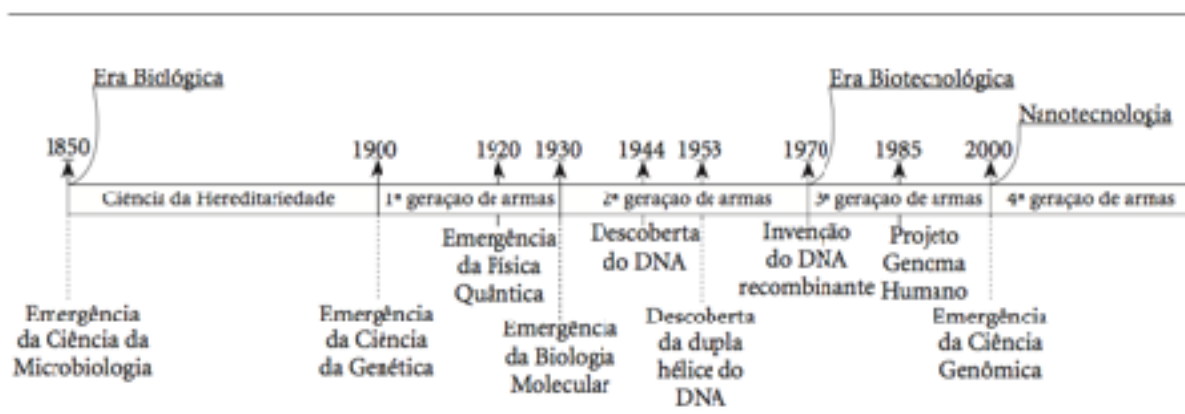 Era Biológica
Era Biotecnológica
Nanotecnologia
1850 1900 1920 1930 1944 1953 1970 1985 2000
Ciência da Hereditariedade 1ª geração de armas 2ª geração de armas 3ª geração de armas 4ª geração de armas
Emergência
da Física
Quântica
Descoberta
do DNA
Invenção
do DNA
recombinante
Projeto
Genoma
Humano
Emergência
da Ciência da
Microbiologia
Emergência
da Ciência
da Genética
Emergência
da Biologia
Molecular
Descoberta
da dupla
hélice do
DNA
Emergência
da Ciência
Genômica